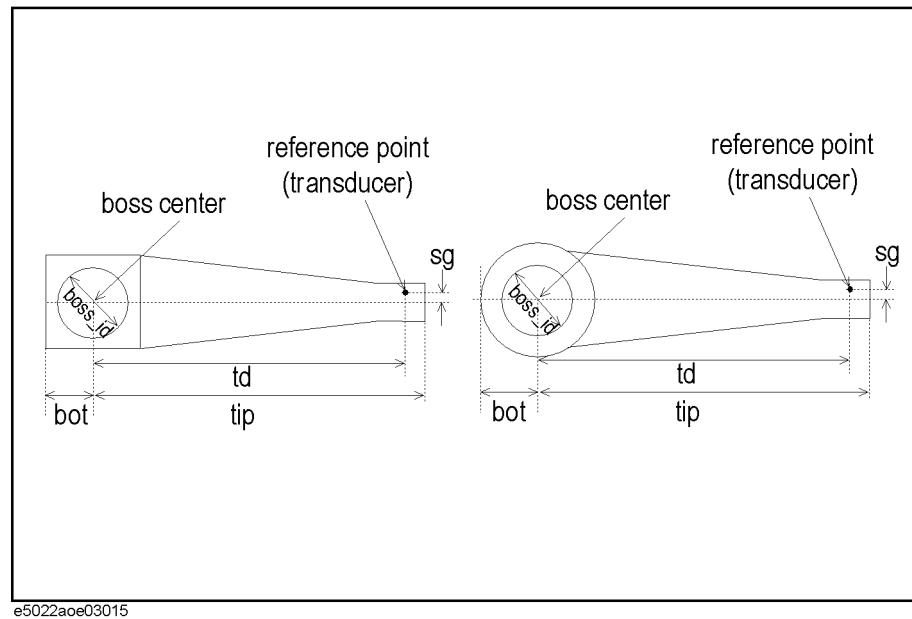 reference point
(transducer)
boss center
sg
boss_id
td
bot
tip
reference point
(transducer)
boss center
sg
boss_id
td
bot
tip
e5022aoe03015